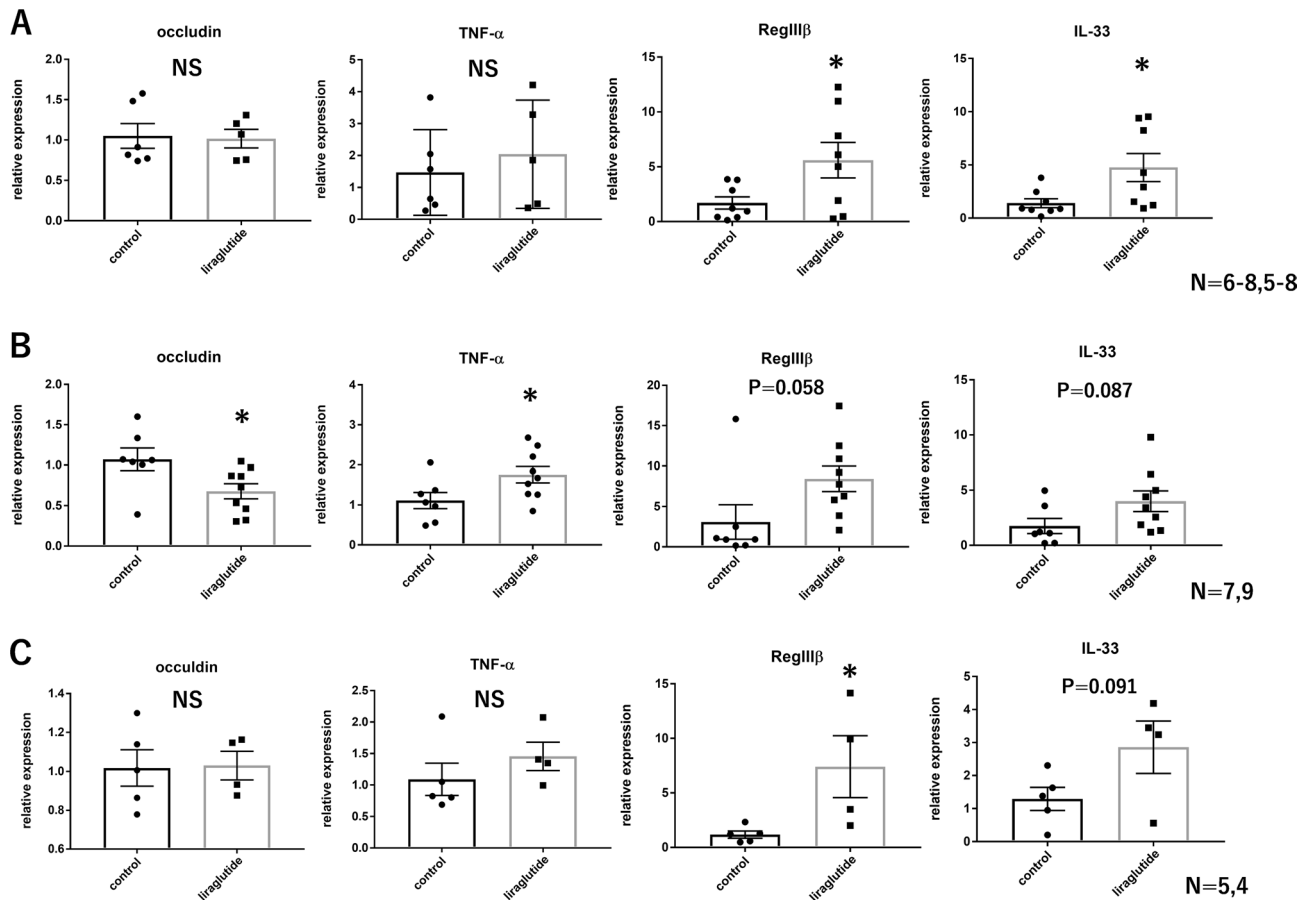 A
occludin
NS
relative expression
2.0
1.5
1.0
0.5
0.0
control
liraglutide
TNF-α
NS
relative expression
5
4
3
2
1
0
control
liraglutide
RegIIIβ
*
relative expression
15
10
5
0
control
liraglutide
IL-33
*
relative expression
15
10
5
0
control
liraglutide
N=6-8,5-8
B
occludin
*
relative expression
2.0
1.5
1.0
0.5
0.0
control
liraglutide
TNF-α
*
relative expression
4
3
2
1
0
control
liraglutide
RegIIIβ
P=0.058
relative expression
20
15
10
5
0
control
liraglutide
IL-33
P=0.087
relative expression
15
10
5
0
control
liraglutide
N=7,9
C
occuldin
NS
relative expression
1.4
1.2
1.0
0.8
0.6
control
liraglutide
TNF-α
NS
relative expression
2.5
2.0
1.5
1.0
0.5
0.0
control
liraglutide
RegIIIβ
*
relative expression
15
10
5
0
control
liraglutide
IL-33
P=0.091
relative expression
5
4
3
2
1
0
control
liraglutide
N=5,4